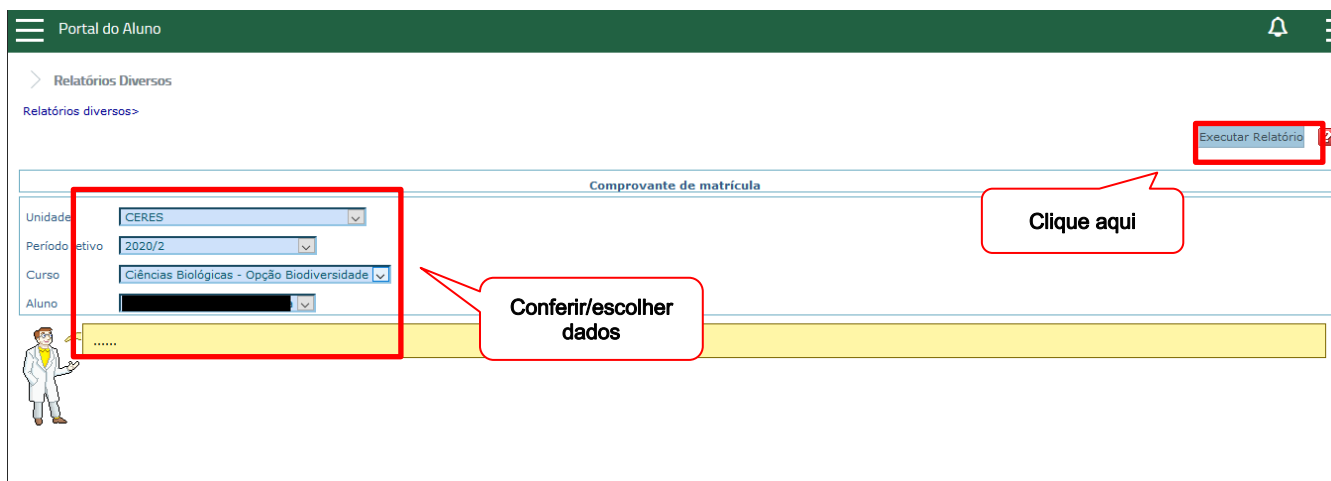 Portal do Aluno
Relatórios Diversos
Relatórios diversos>
Executar Relatório
Comprovante de matrícula
Unidade CERES
Período letivo 2020/2
Curso Ciências Biológicas - Opção Biodiversidade
Aluno
Clique aqui
Conferir/escolher
dados
......